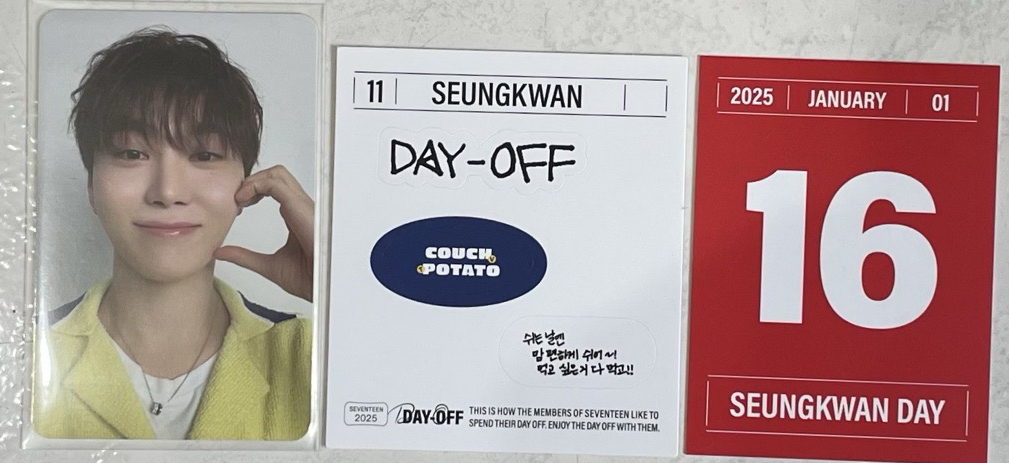 11 SEUNGKWAN
DAY-OFF
COUCH
POTATO
쉬는 날엔
맘 편하게 쉬어~!
먹고 싶은거 다 먹고!!
SEVENTEEN
2025
DAY-OFF
THIS IS HOW THE MEMBERS OF SEVENTEEN LIKE TO
SPEND THEIR DAY OFF. ENJOY THE DAY OFF WITH THEM.
2025 JANUARY 01
16
SEUNGKWAN DAY